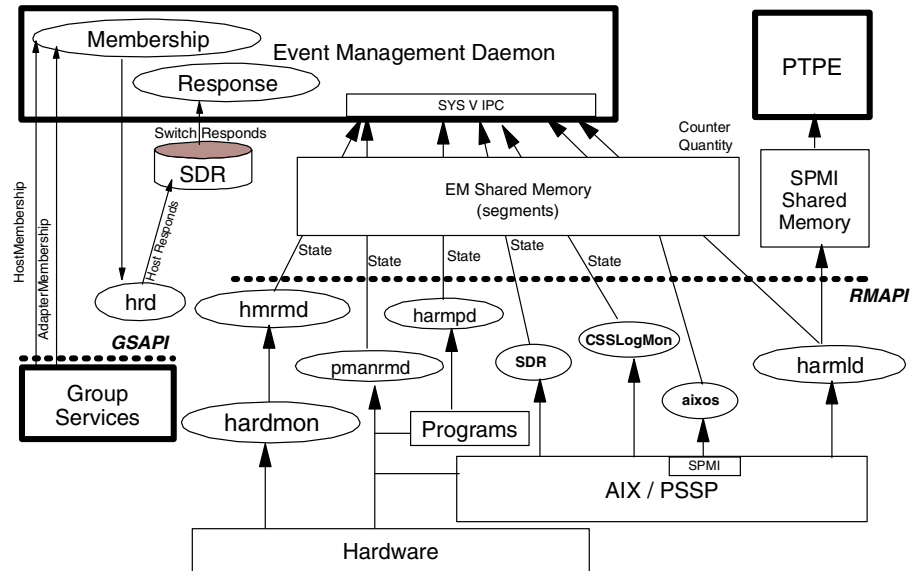 Membership
Event Management Daemon
Response
SYS V IPC
PTPE
Switch Responds
SDR
Counter
Quantity
EM Shared Memory
(segments)
SPMI
Shared
Memory
HostMembership
AdapterMembership
Host Responds
State
State
State
State
State
RMAPI
hrd
hmrmd
harmpd
GSAPI
pmanrmd
SDR
CSSLogMon
harmld
Group
Services
aixos
hardmon
Programs
SPMI
AIX / PSSP
Hardware